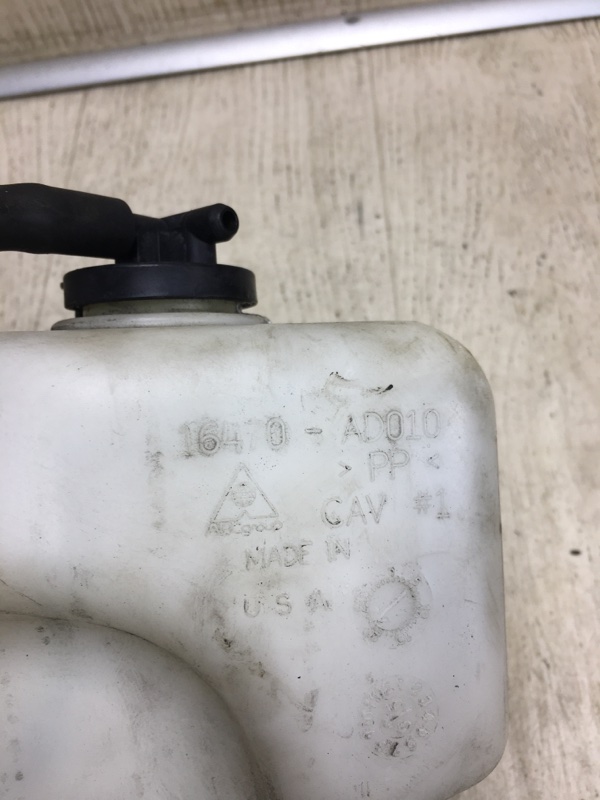 16470 - AD010
> PP <
CAV #1
MADE IN
U S A